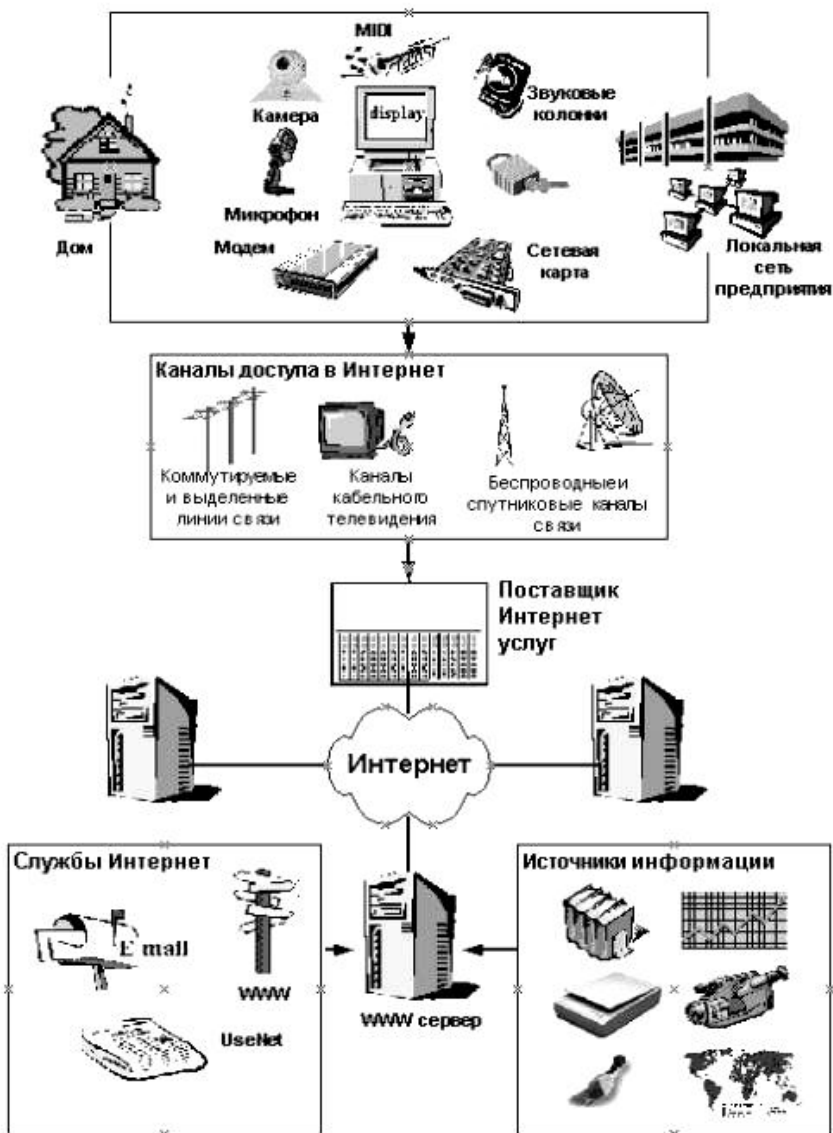 MIDI
Камера
display
Звуковые
колонки
Микрофон
Дом
Модем
Сетевая
карта
Локальная
сеть
предприятия
Каналы доступа в Интернет
Коммутируемые
и выделенные
линии связи
Каналы
кабельного
телевидения
Беспроводные и
спутниковые каналы
связи
Поставщик
Интернет
услуг
Интернет
Службы Интернет
E mail
WWW
UseNet
WWW сервер
Источники информации